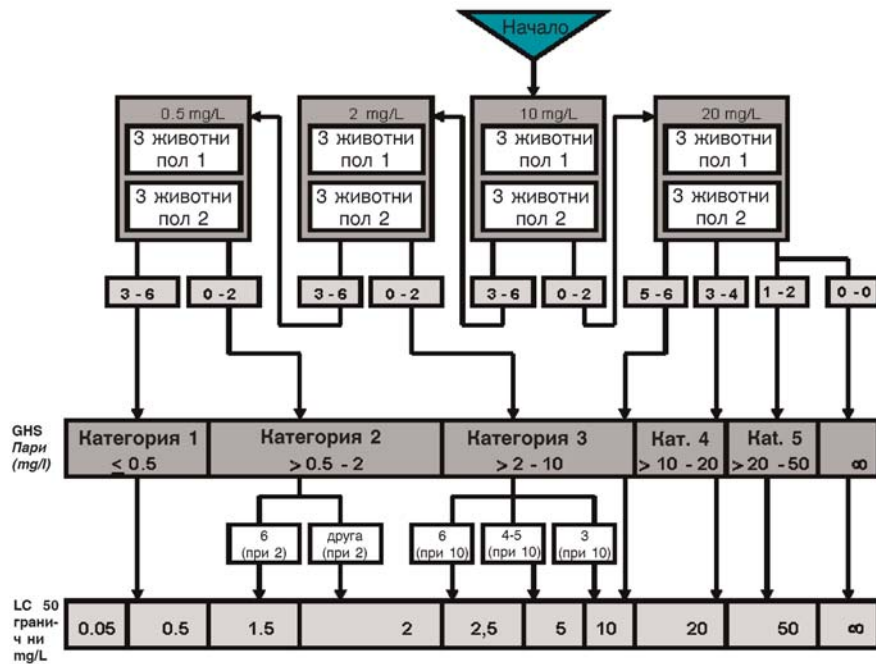 Начало
0.5 mg/L
2 mg/L
10 mg/L
20 mg/L
3 животни
пол 1
3 животни
пол 1
3 животни
пол 1
3 животни
пол 1
3 животни
пол 2
3 животни
пол 2
3 животни
пол 2
3 животни
пол 2
3 - 6
0 - 2
3 - 6
0 - 2
3 - 6
0 - 2
5 - 6
3 - 4
1 - 2
0 - 0
GHS
Пари
(mg/l)
Категория 1
≤ 0.5
Категория 2
> 0.5 - 2
Категория 3
> 2 - 10
Кат. 4
> 10 - 20
Kat. 5
> 20 - 50
∞
6
(при 2)
друга
(при 2)
6
(при 10)
4-5
(при 10)
3
(при 10)
LC 50
грани-
ч ни
mg/L
0.05
0.5
1.5
2
2,5
5
10
20
50
∞